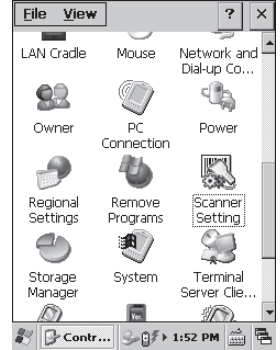 File View ? ×
LAN Cradle Mouse Network and
Dial-up Co...
Owner PC Power
Connection
Regional Remove Scanner
Settings Programs Setting
Storage System Terminal
Manager Server Clie...
Contr... 1:52 PM